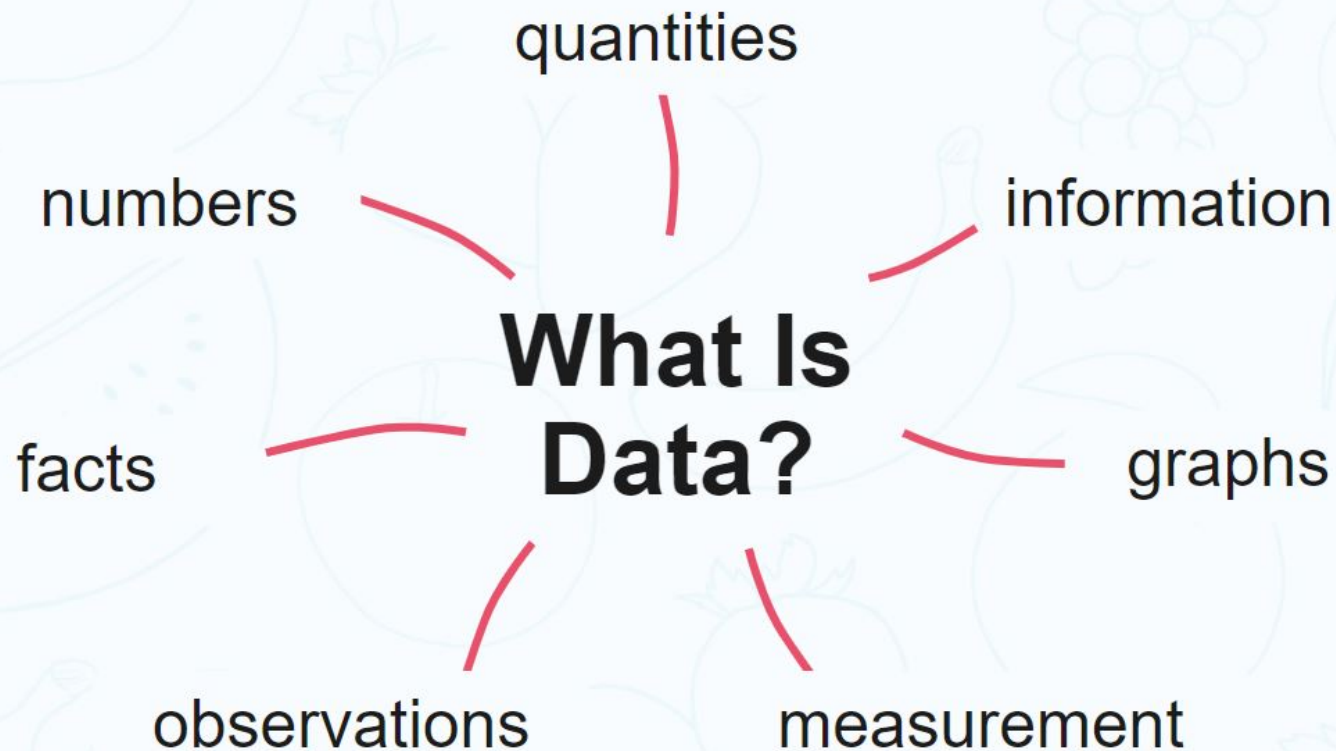 quantities
numbers
information
What Is
Data?
facts
graphs
observations
measurement